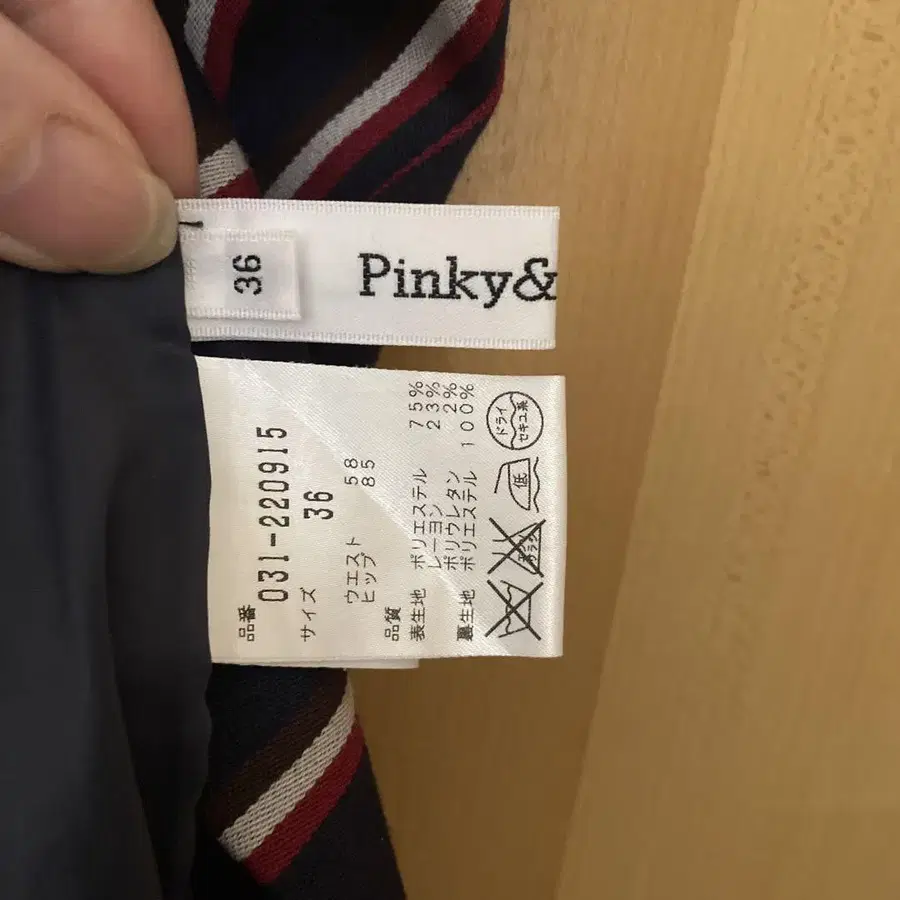 36
Pinky&
品番
031-220915
サイズ 36
ウエスト 58
ヒップ 85
品質
表生地 ポリエステル 75%
レーヨン 23%
ポリウレタン 2%
裏生地 ポリエステル 100%
低
ドライ
セキユ系